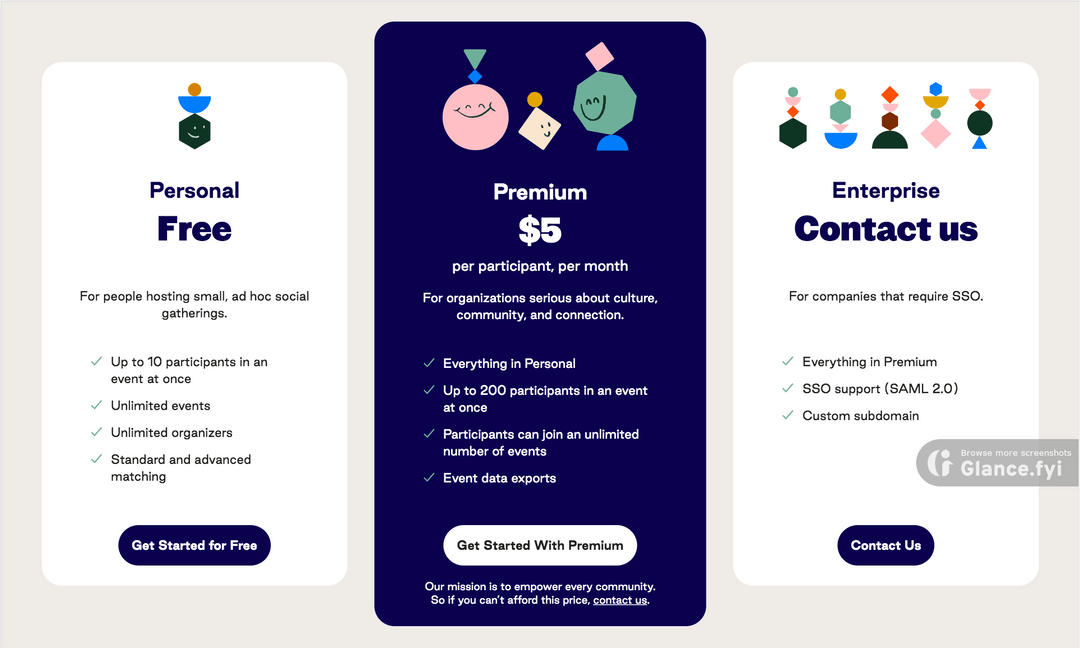 Personal
Free
For people hosting small, ad hoc social
gatherings.
Up to 10 participants in an
event at once
Unlimited events
Unlimited organizers
Standard and advanced
matching
Get Started for Free
Premium
$5
per participant, per month
For organizations serious about culture,
community, and connection.
Everything in Personal
Up to 200 participants in an event
at once
Participants can join an unlimited
number of events
Event data exports
Get Started With Premium
Our mission is to empower every community.
So if you can't afford this price, contact us.
Enterprise
Contact us
For companies that require SSO.
Everything in Premium
SSO support (SAML 2.0)
Custom subdomain
Contact Us
Browse more screenshots
Glance.fyi